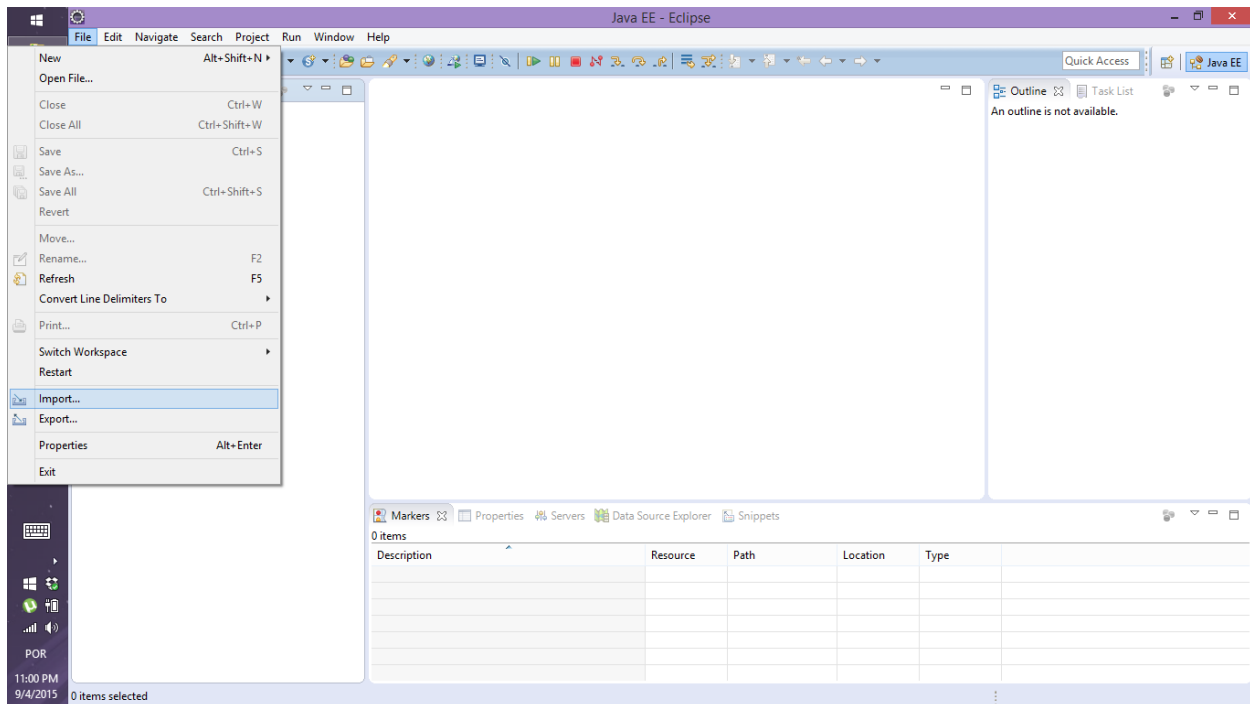 Java EE - Eclipse
File Edit Navigate Search Project Run Window Help
New Alt+Shift+N
Open File...
Close Ctrl+W
Close All Ctrl+Shift+W
Save Ctrl+S
Save As...
Save All Ctrl+Shift+S
Revert
Move...
Rename... F2
Refresh F5
Convert Line Delimiters To
Print... Ctrl+P
Switch Workspace
Restart
Import...
Export...
Properties Alt+Enter
Exit
Quick Access Java EE
Outline Task List
An outline is not available.
Markers Properties Servers Data Source Explorer Snippets
0 items
Description Resource Path Location Type
POR
11:00 PM
9/4/2015
0 items selected